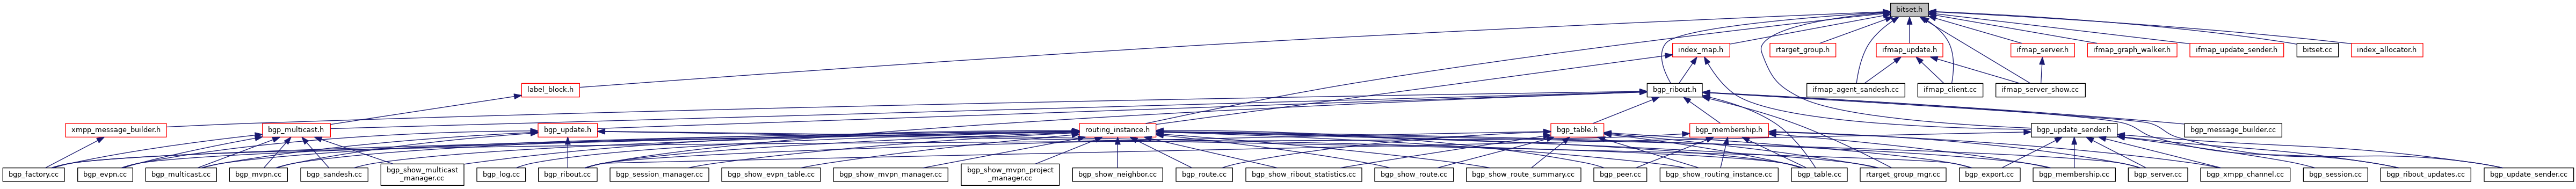 bitset.h
index_map.h
rtarget_group.h
ifmap_update.h
ifmap_server.h
ifmap_graph_walker.h
ifmap_update_sender.h
bitset.cc
index_allocator.h
label_block.h
bgp_ribout.h
ifmap_agent_sandesh.cc
ifmap_client.cc
ifmap_server_show.cc
xmpp_message_builder.h
bgp_multicast.h
bgp_update.h
routing_instance.h
bgp_table.h
bgp_membership.h
bgp_update_sender.h
bgp_message_builder.cc
bgp_factory.cc
bgp_evpn.cc
bgp_multicast.cc
bgp_mvpn.cc
bgp_sandesh.cc
bgp_show_multicast
_manager.cc
bgp_log.cc
bgp_ribout.cc
bgp_session_manager.cc
bgp_show_evpn_table.cc
bgp_show_mvpn_manager.cc
bgp_show_mvpn_project
_manager.cc
bgp_show_neighbor.cc
bgp_route.cc
bgp_show_ribout_statistics.cc
bgp_show_route.cc
bgp_show_route_summary.cc
bgp_peer.cc
bgp_show_routing_instance.cc
bgp_table.cc
rtarget_group_mgr.cc
bgp_export.cc
bgp_membership.cc
bgp_server.cc
bgp_xmpp_channel.cc
bgp_session.cc
bgp_ribout_updates.cc
bgp_update_sender.cc